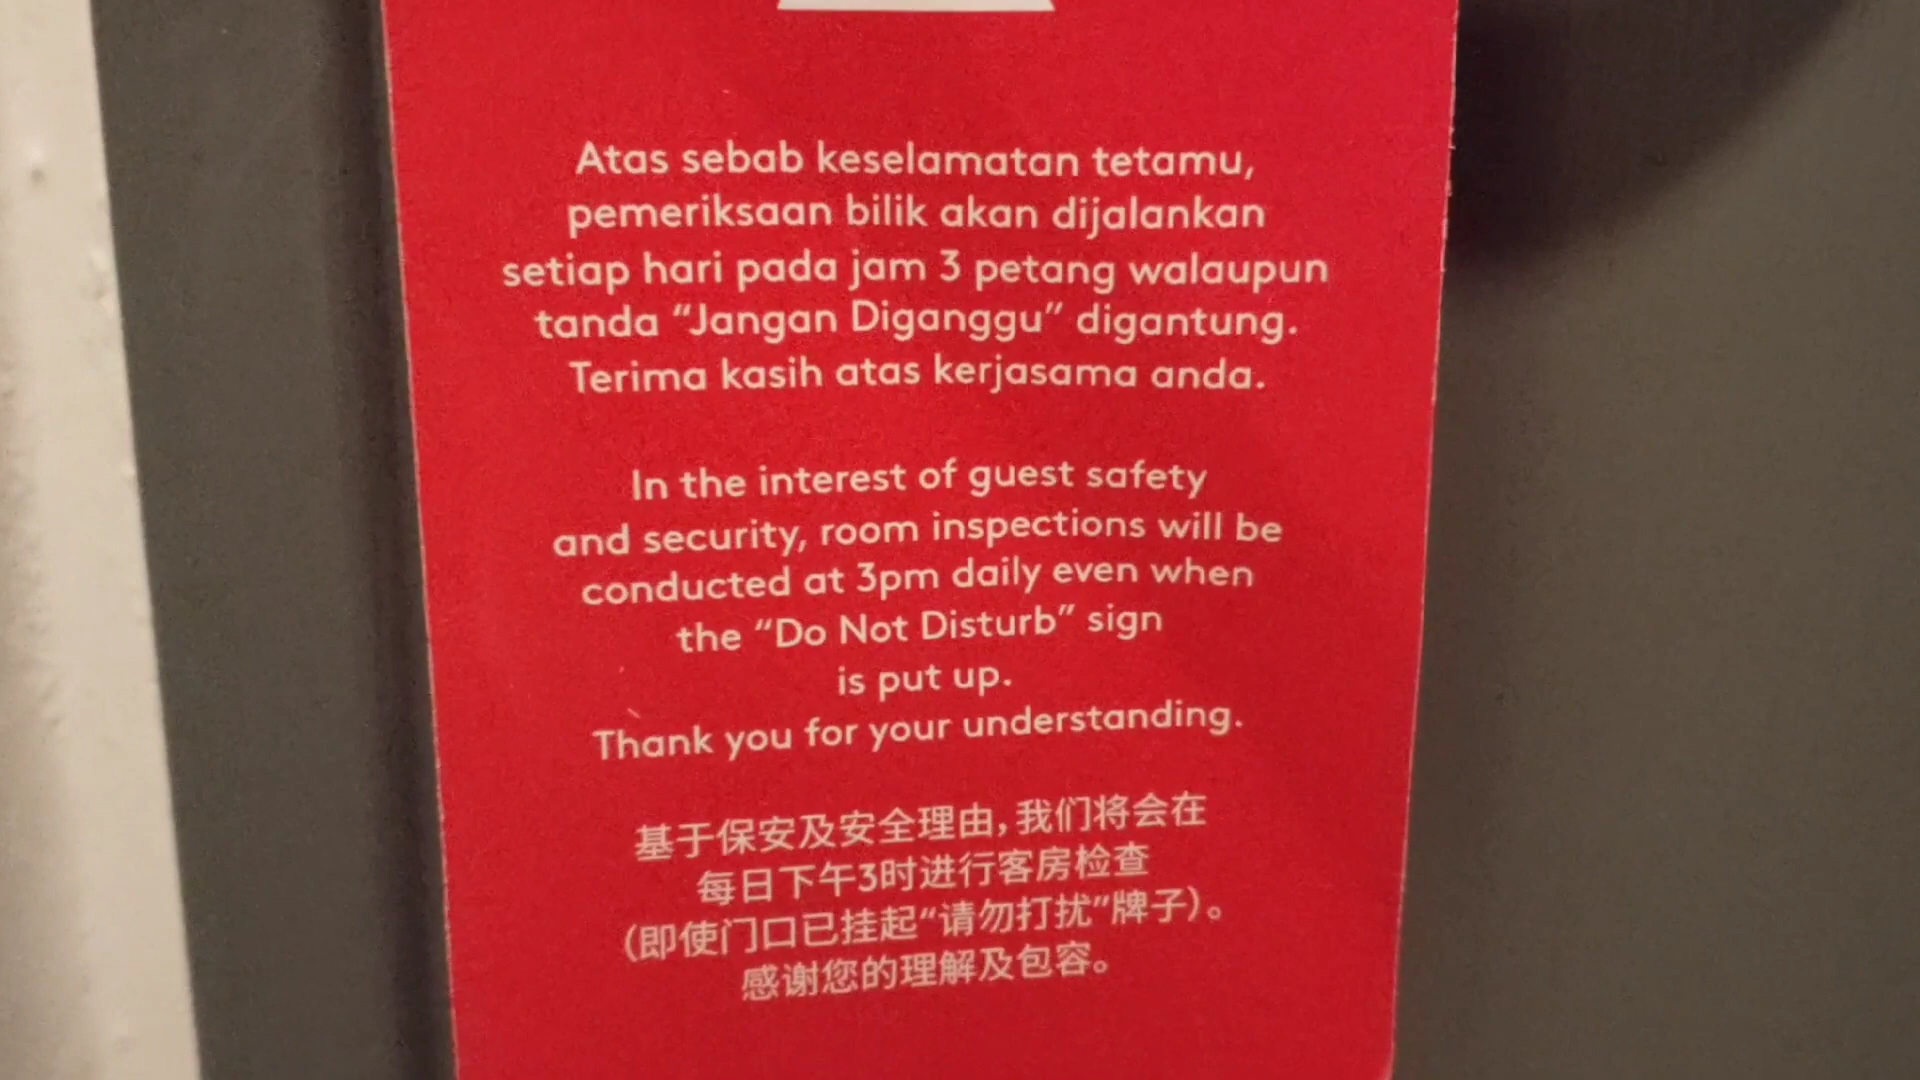 Atas sebab keselamatan tetamu,
pemeriksaan bilik akan dijalankan
setiap hari pada jam 3 petang walaupun
tanda “Jangan Diganggu” digantung.
Terima kasih atas kerjasama anda.
In the interest of guest safety
and security, room inspections will be
conducted at 3pm daily even when
the “Do Not Disturb” sign
is put up.
Thank you for your understanding.
基于保安及安全理由,我们将会在
每日下午3时进行客房检查
(即使门口已挂起“请勿打扰”牌子)。
感谢您的理解及包容。